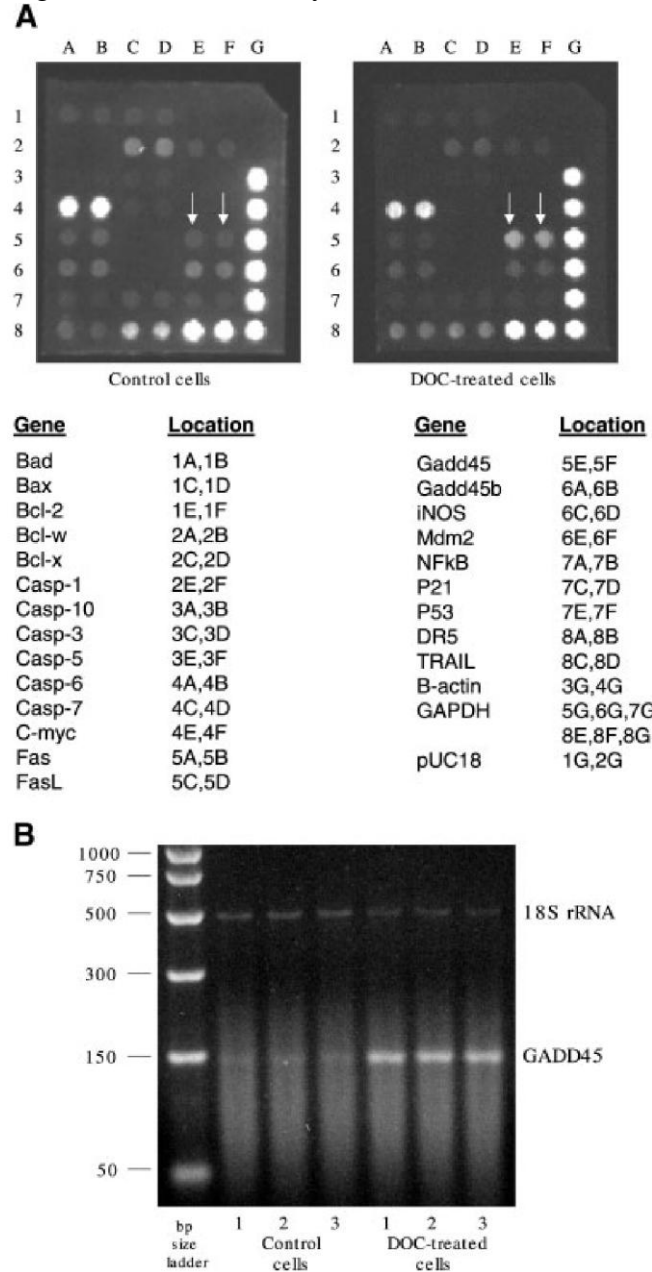 A
A B C D E F G
A B C D E F G
1
2
3
4
5
6
7
8
1
2
3
4
5
6
7
8
Control cells
DOC-treated cells
Gene Location
Bad 1A,1B
Bax 1C,1D
Bcl-2 1E,1F
Bcl-w 2A,2B
Bcl-x 2C,2D
Casp-1 2E,2F
Casp-10 3A,3B
Casp-3 3C,3D
Casp-5 3E,3F
Casp-6 4A,4B
Casp-7 4C,4D
C-myc 4E,4F
Fas 5A,5B
FasL 5C,5D
Gene Location
Gadd45 5E,5F
Gadd45b 6A,6B
iNOS 6C,6D
Mdm2 6E,6F
NFkB 7A,7B
P21 7C,7D
P53 7E,7F
DR5 8A,8B
TRAIL 8C,8D
B-actin 3G,4G
GAPDH 5G,6G,7G
8E,8F,8G
pUC18 1G,2G
B
1000
750
500
300
150
50
18S rRNA
GADD45
bp
size
ladder
1 2 3
Control
cells
1 2 3
DOC-treated
cells